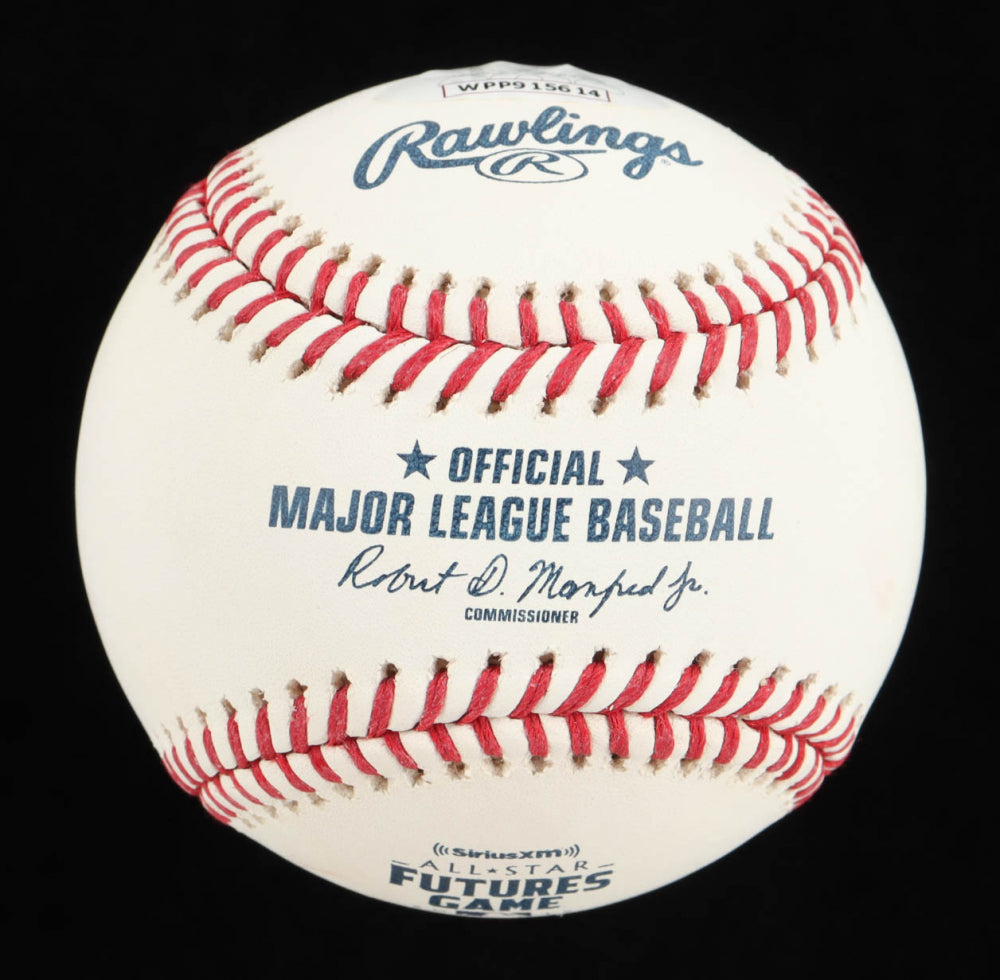 WPP915614
Rawlings
R
★ OFFICIAL ★
MAJOR LEAGUE BASEBALL
Robert D. Manfred Jr.
COMMISSIONER
SiriusXM
ALL★STAR
FUTURES
GAME